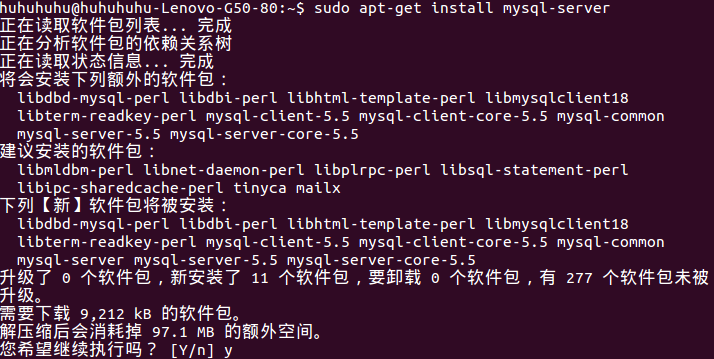 huhuhuhu@huhuhuhu-Lenovo-G50-80:~$ sudo apt-get install mysql-server
正在读取软件包列表... 完成
正在分析软件包的依赖关系树
正在读取状态信息... 完成
将会安装下列额外的软件包：
  libdbd-mysql-perl libdbi-perl libhtml-template-perl libmysqlclient18
  libterm-readkey-perl mysql-client-5.5 mysql-client-core-5.5 mysql-common
  mysql-server-5.5 mysql-server-core-5.5
建议安装的软件包：
  libmldbm-perl libnet-daemon-perl libplrpc-perl libsql-statement-perl
  libipc-sharedcache-perl tinyca mailx
下列【新】软件包将被安装：
  libdbd-mysql-perl libdbi-perl libhtml-template-perl libmysqlclient18
  libterm-readkey-perl mysql-client-5.5 mysql-client-core-5.5 mysql-common
  mysql-server mysql-server-5.5 mysql-server-core-5.5
升级了 0 个软件包，新安装了 11 个软件包，要卸载 0 个软件包，有 277 个软件包未被
升级。
需要下载 9,212 kB 的软件包。
解压缩后会消耗掉 97.1 MB 的额外空间。
您希望继续执行吗？ [Y/n] y